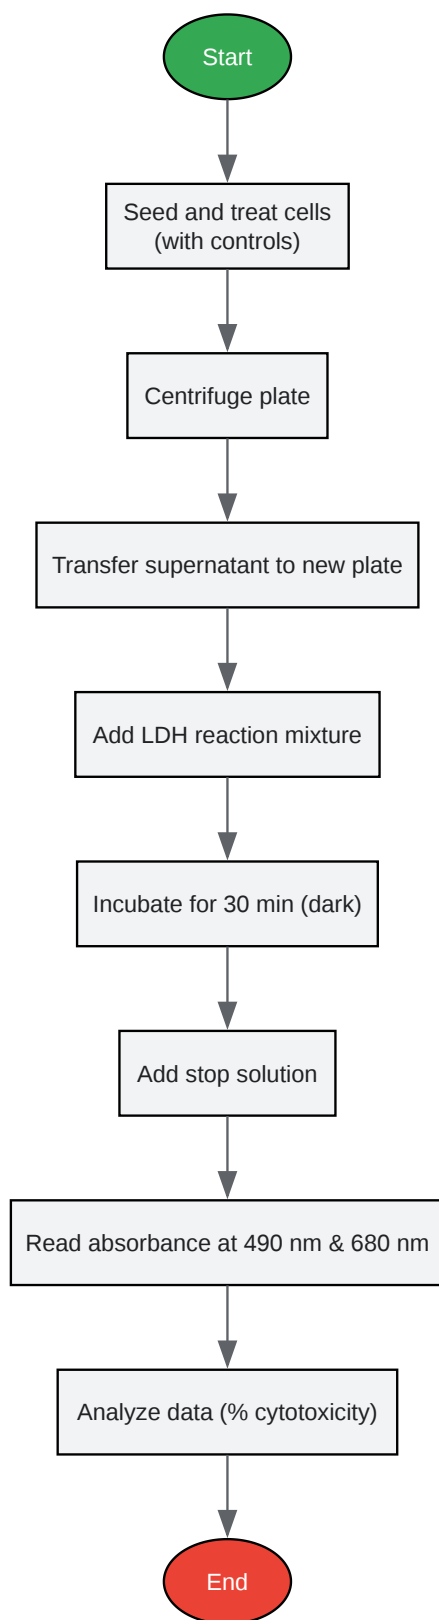 Start
Seed and treat cells
(with controls)
Centrifuge plate
Transfer supernatant to new plate
Add LDH reaction mixture
Incubate for 30 min (dark)
Add stop solution
Read absorbance at 490 nm & 680 nm
Analyze data (% cytotoxicity)
End